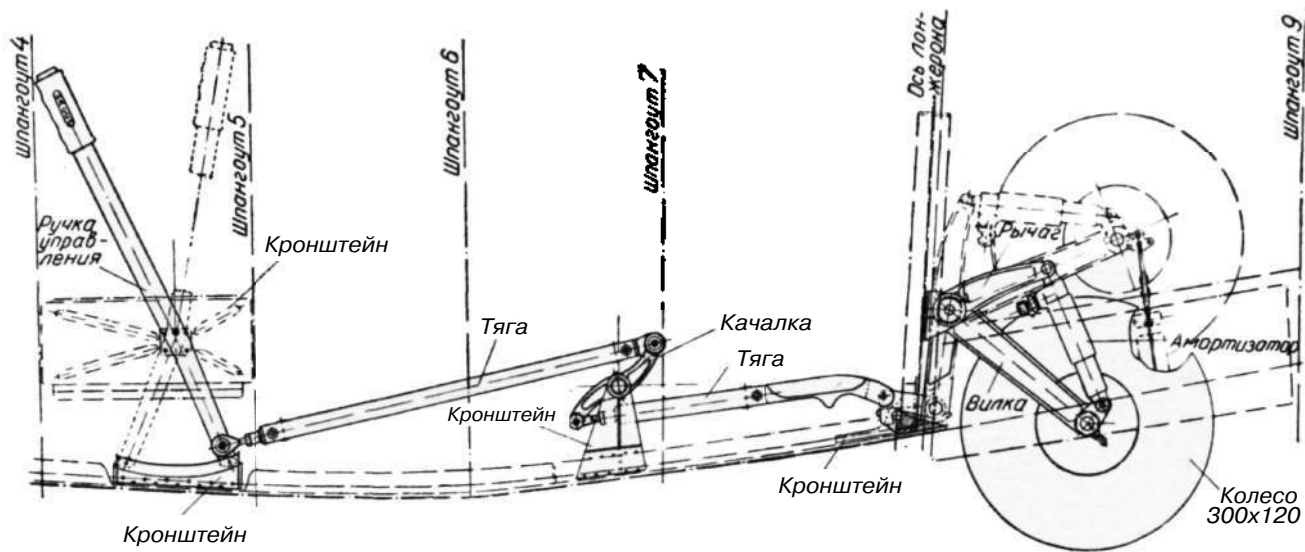 Шпангоут 4
Шпангоут 5
Шпангоут 6
Шпангоут 7
Ось лон-
жерона
Шпангоут 9
Ручка
управ-
ления
Кронштейн
Рычаг
Тяга
Качалка
Тяга
Амортизатор
Кронштейн
Вилка
Кронштейн
Колесо
300x120
Кронштейн